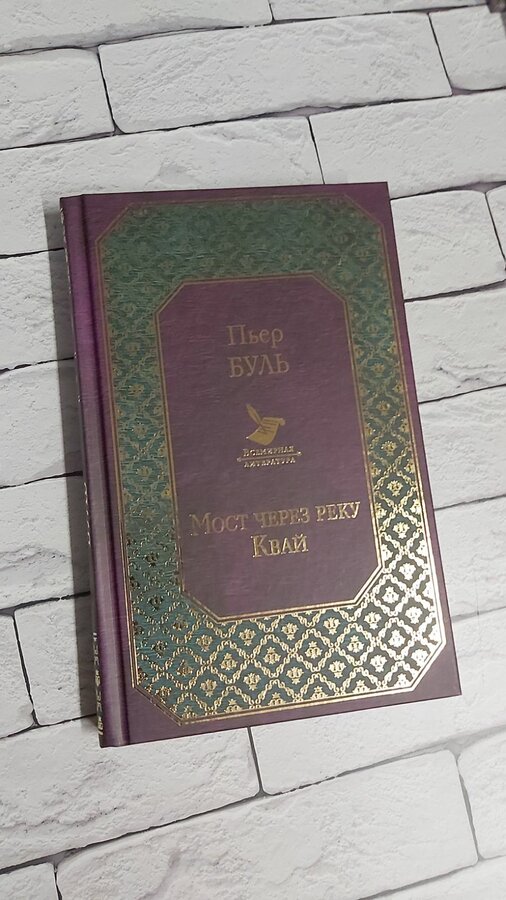 Пьер
БУЛЬ
ВСЕМИРНАЯ
ЛИТЕРАТУРА
МОСТ ЧЕРЕЗ РЕКУ
КВАЙ